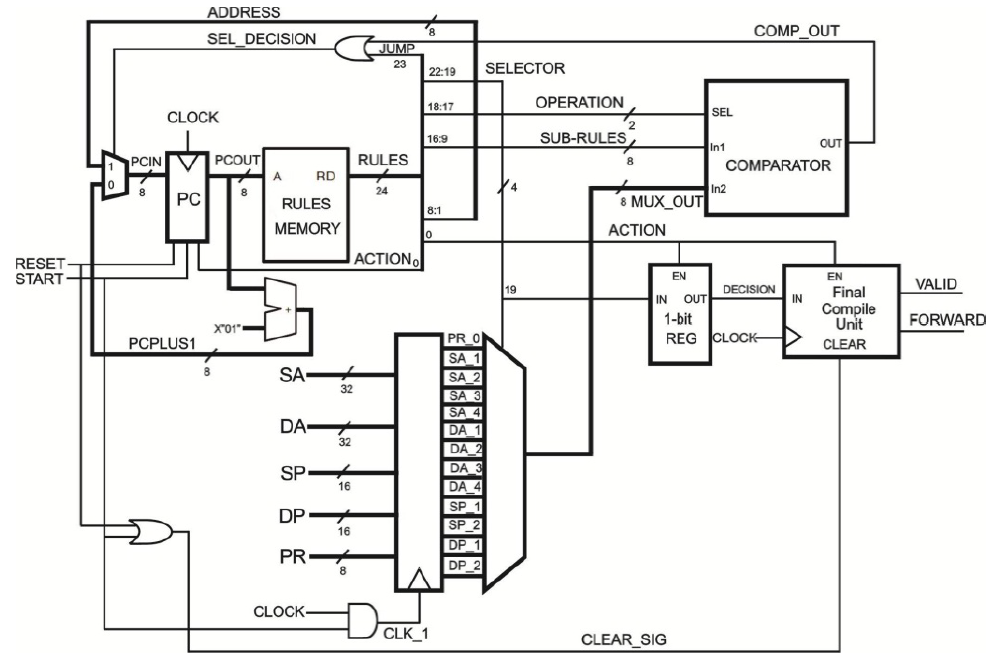 ADDRESS
8
SEL_DECISION
JUMP
23
COMP_OUT
22:19
SELECTOR
CLOCK
18:17
OPERATION
2
SEL
1
0
PCIN
8
PC
PCOUT
8
A
RD
RULES
MEMORY
RULES
24
16:9
SUB-RULES
8
In1
OUT
COMPARATOR
4
8
MUX_OUT
In2
8:1
0
ACTION
RESET
START
ACTION
0
EN
EN
19
IN
OUT
1-bit
REG
DECISION
IN
Final
Compile
Unit
CLEAR
VALID
FORWARD
CLOCK
+
X"01"
PCPLUS1
8
SA
32
DA
32
SP
16
DP
16
PR
8
PR_0
SA_1
SA_2
SA_3
SA_4
DA_1
DA_2
DA_3
DA_4
SP_1
SP_2
DP_1
DP_2
CLOCK
CLK_1
CLEAR_SIG